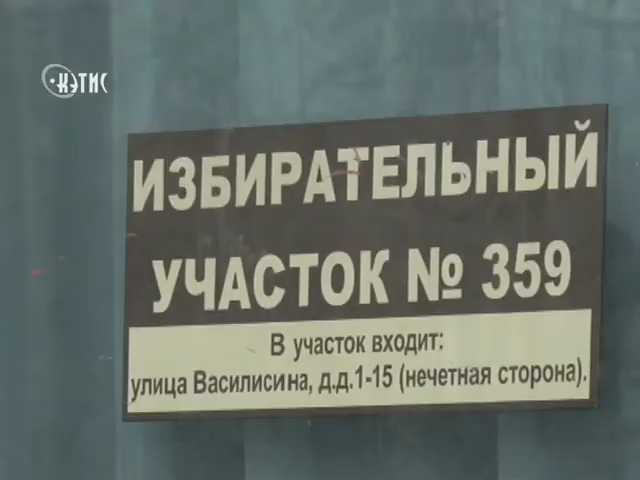 КЭТИС
ИЗБИРАТЕЛЬНЫЙ
УЧАСТОК № 359
В участок входит:
улица Василисина, д.д.1-15 (нечетная сторона).